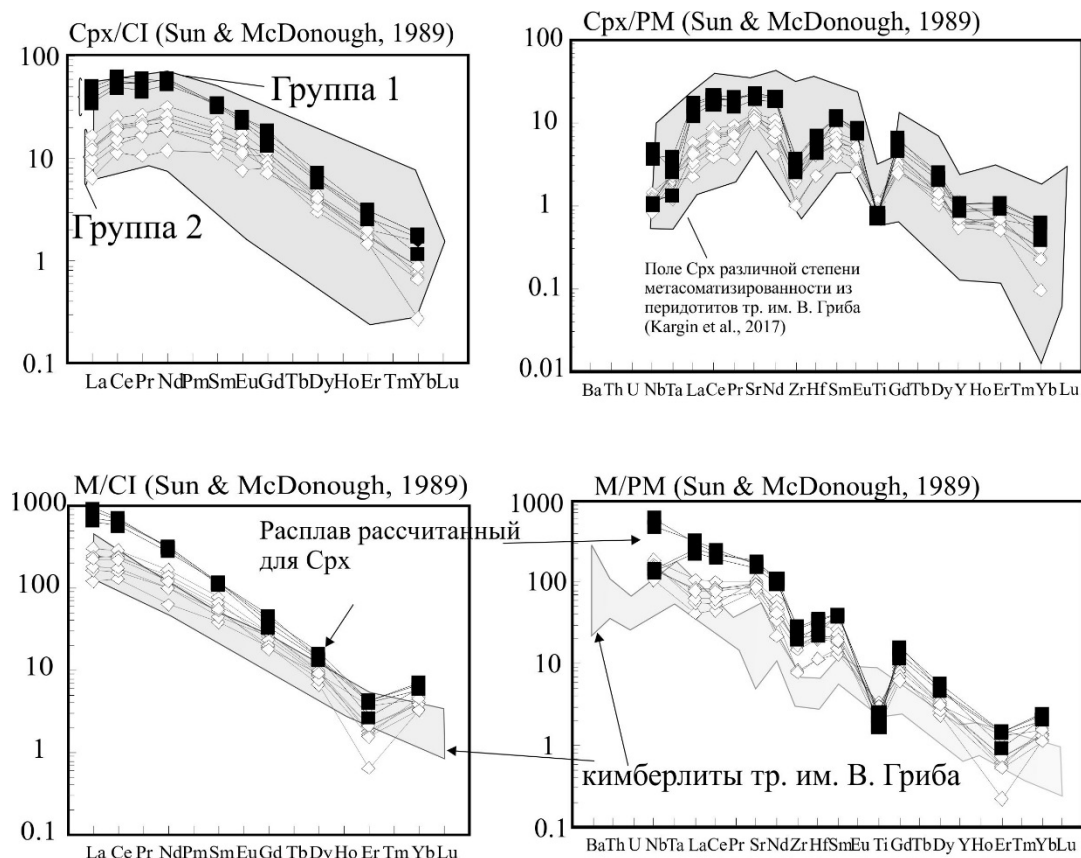 Cpx/CI (Sun & McDonough, 1989)
100
10
1
0.1
Группа 1
Группа 2
La Ce Pr Nd Pm Sm Eu Gd Tb Dy Ho Er Tm Yb Lu
Cpx/PM (Sun & McDonough, 1989)
100
10
1
0.1
0.01
Поле Cpx различной степени
метасоматизированности из
перидотитов тр. им. В. Гриба
(Kargin et al., 2017)
Ba Th U Nb Ta La Ce Pr Sr Nd Zr Hf Sm Eu Ti Gd Tb Dy Y Ho Er Tm Yb Lu
M/CI (Sun & McDonough, 1989)
1000
100
10
1
0.1
Расплав рассчитанный
для Cpx
La Ce Pr Nd Pm Sm Eu Gd Tb Dy Ho Er Tm Yb Lu
M/PM (Sun & McDonough, 1989)
1000
100
10
1
0.1
кимберлиты тр. им. В. Гриба
Ba Th U Nb Ta La Ce Pr Sr Nd Zr Hf Sm Eu Ti Gd Tb Dy Y Ho Er Tm Yb Lu